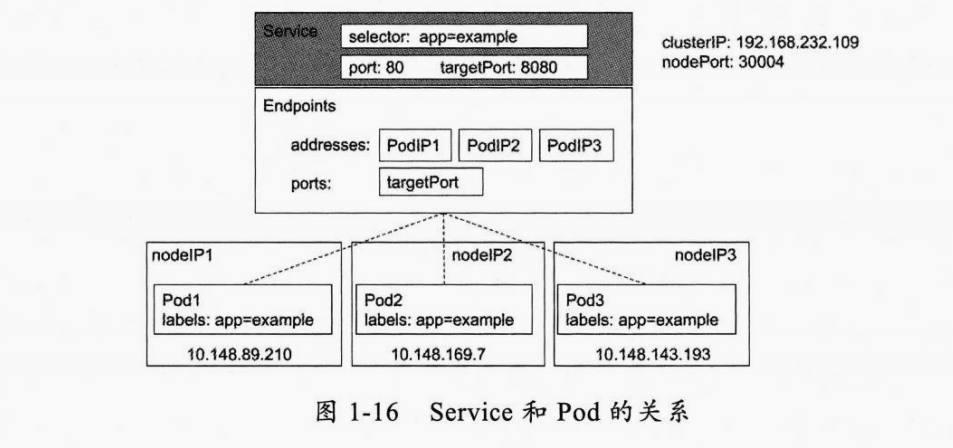 Service
selector: app=example
port: 80 targetPort: 8080
clusterIP: 192.168.232.109
nodePort: 30004
Endpoints
addresses: PodIP1 PodIP2 PodIP3
ports: targetPort
nodeIP1
Pod1
labels: app=example
10.148.89.210
nodeIP2
Pod2
labels: app=example
10.148.169.7
nodeIP3
Pod3
labels: app=example
10.148.143.193
图 1-16 Service 和 Pod 的关系